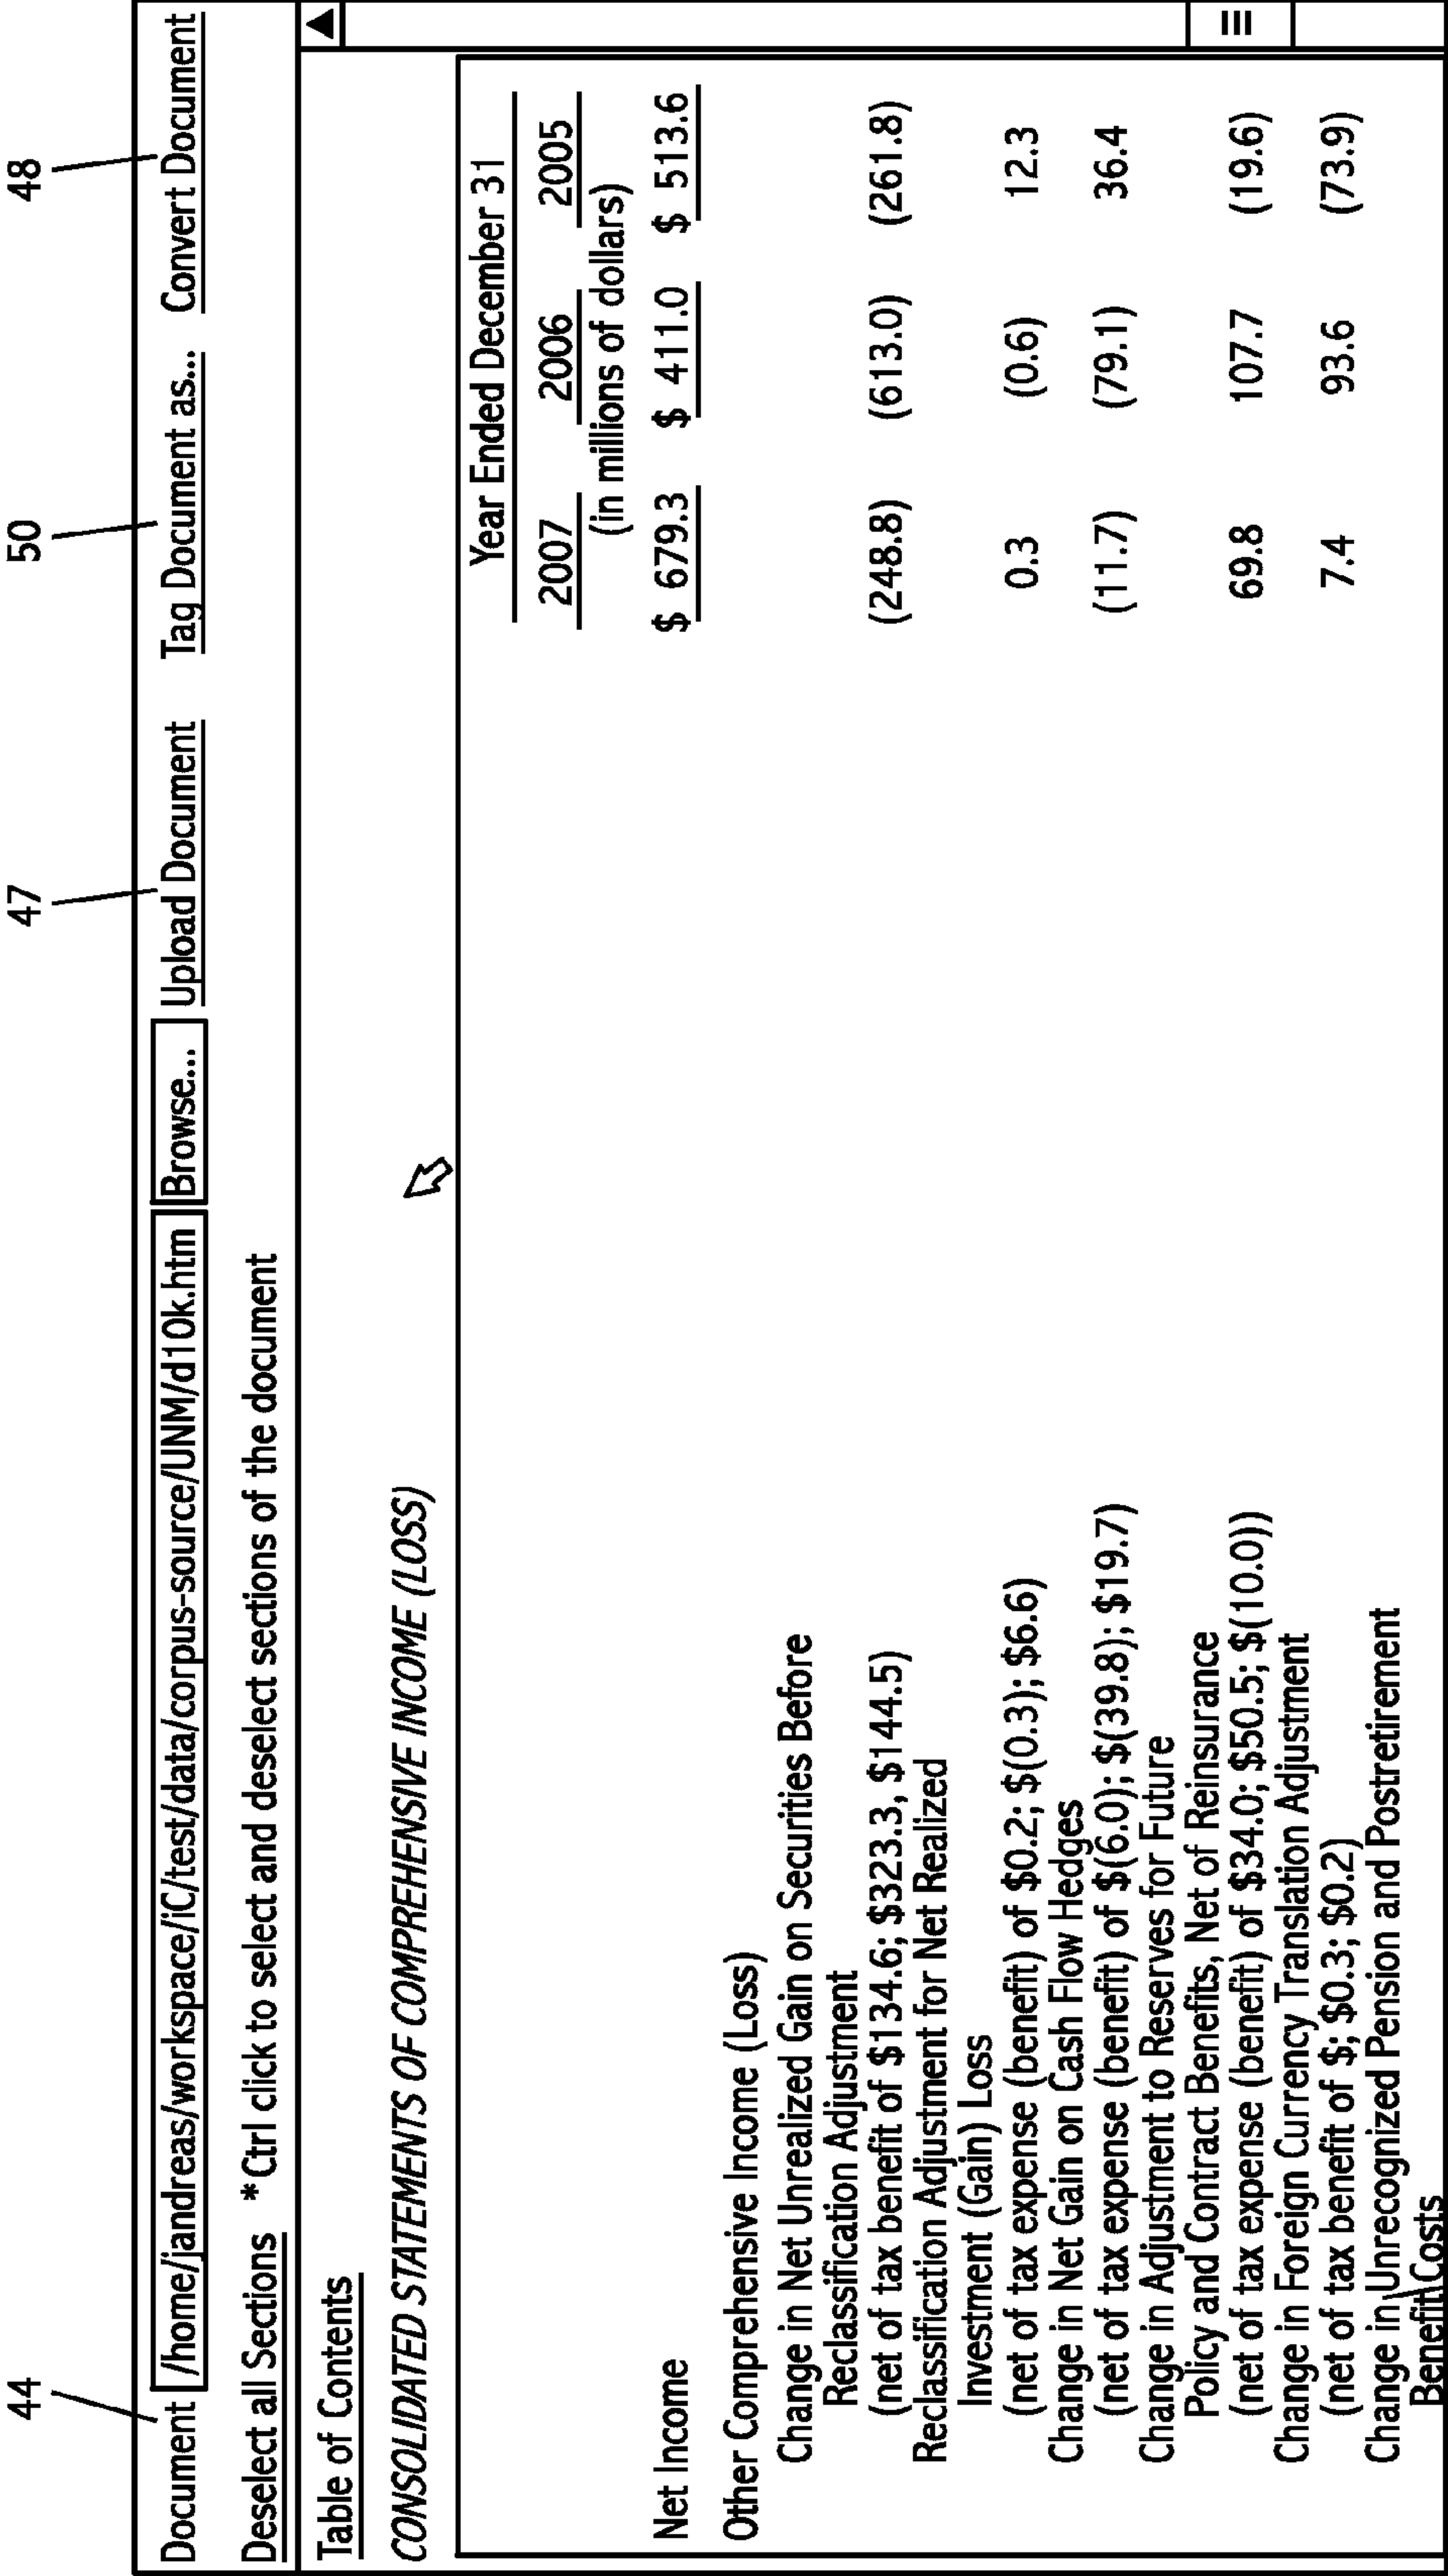 44 47 50 48
Document /home/jandreas/workspace/iC/test/data/corpus-source/UNM/d10k.htm Browse... Upload Document Tag Document as... Convert Document
Deselect all Sections *Ctrl click to select and deselect sections of the document
Table of Contents
CONSOLIDATED STATEMENTS OF COMPREHENSIVE INCOME (LOSS)
Year Ended December 31
2007 2006 2005
(in millions of dollars)
Net Income $ 679.3 $ 411.0 $ 513.6
Other Comprehensive Income (Loss)
Change in Net Unrealized Gain on Securities Before
Reclassification Adjustment
(net of tax benefit of $134.6; $323.3, $144.5) (248.8) (613.0) (261.8)
Reclassification Adjustment for Net Realized
Investment (Gain) Loss
(net of tax expense (benefit) of $0.2; $(0.3); $6.6) 0.3 (0.6) 12.3
Change in Net Gain on Cash Flow Hedges
(net of tax expense (benefit) of $(6.0); $(39.8); $19.7) (11.7) (79.1) 36.4
Change in Adjustment to Reserves for Future
Policy and Contract Benefits, Net of Reinsurance
(net of tax expense (benefit) of $34.0; $50.5; $(10.0)) 69.8 107.7 (19.6)
Change in Foreign Currency Translation Adjustment
(net of tax benefit of $; $0.3; $0.2) 7.4 93.6 (73.9)
Change in Unrecognized Pension and Postretirement
Benefit Costs